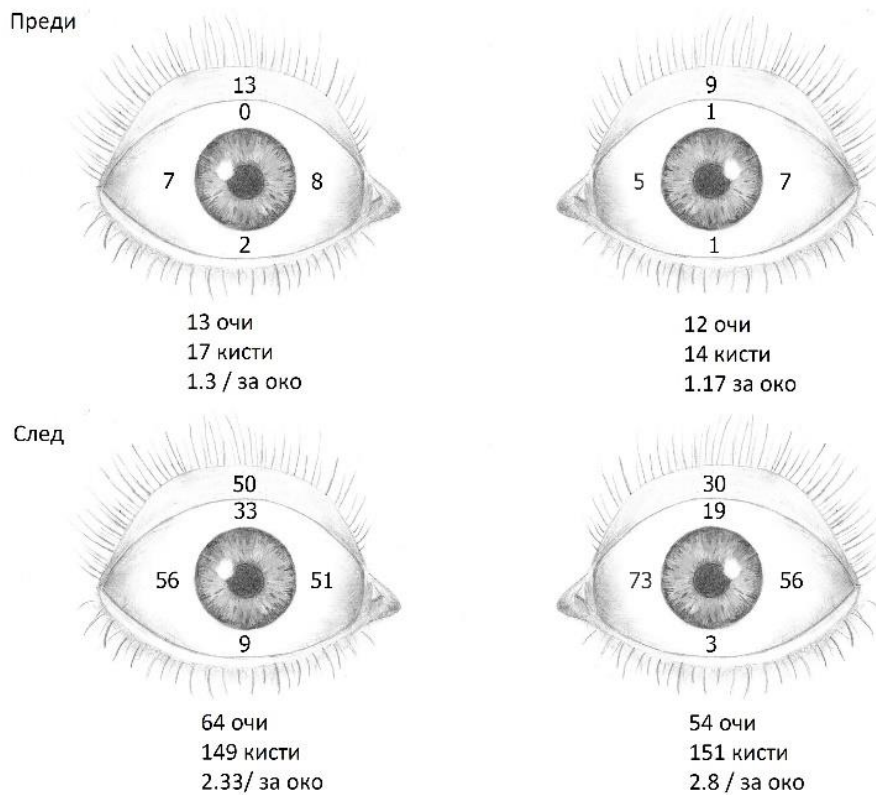 Преди
13 9
0 1
7 8 5 7
2 1
13 очи
17 кисти
1.3 / за око
12 очи
14 кисти
1.17 за око
След
50 30
33 19
56 51 73 56
9 3
64 очи
149 кисти
2.33/ за око
54 очи
151 кисти
2.8 / за око